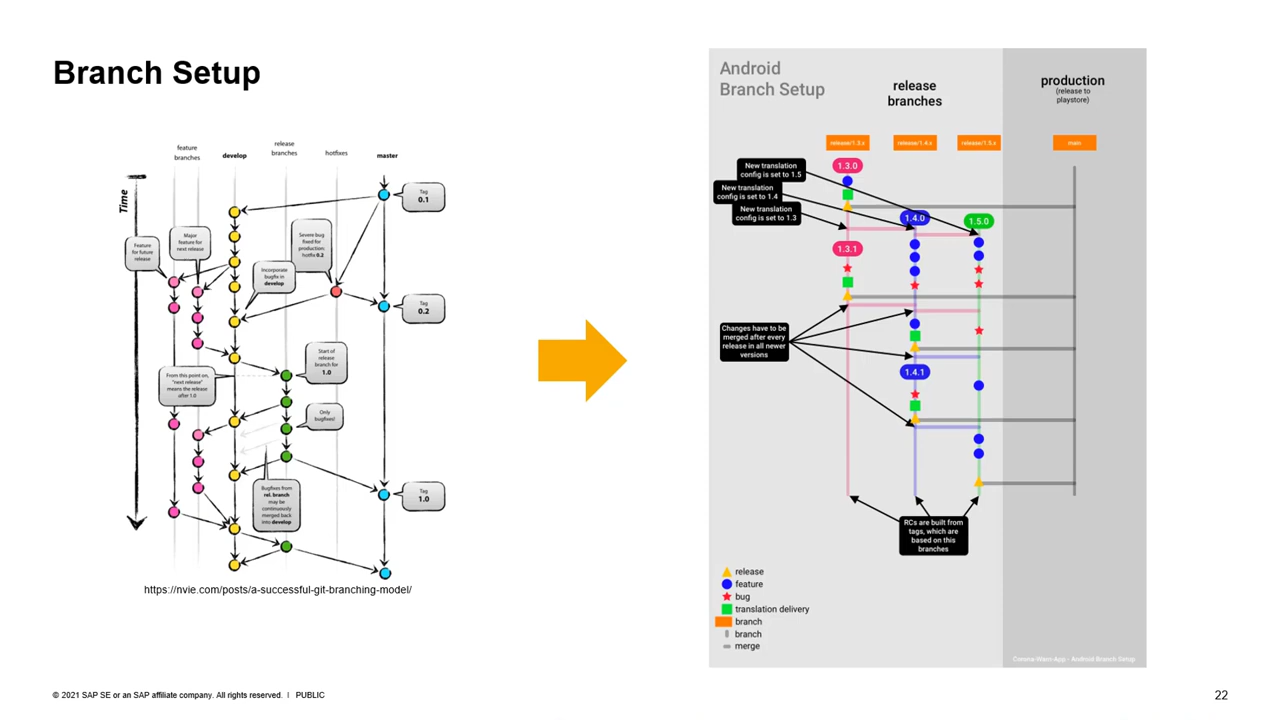 Branch Setup
feature
branches
develop
release
branches
hotfixes
master
Time
Tag
0.1
Feature
for future
release
Major
feature for
next release
Severe bug
fixed for
production:
hotfix 0.2
Incorporate
bugfix in
develop
Tag
0.2
Start of
release
branch for
1.0
From this point on,
"next release"
means the release
after 1.0
Only
bugfixes!
Bugfixes from
rel. branch
may be
continuously
merged back
into develop
Tag
1.0
https://nvie.com/posts/a-successful-git-branching-model/
Android
Branch Setup
release
branches
production
(release to
playstore)
release/1.3.x
release/1.4.x
release/1.5.x
main
New translation
config is set to 1.5
New translation
config is set to 1.4
New translation
config is set to 1.3
1.3.0
1.4.0
1.5.0
1.3.1
Changes have to be
merged after every
release in all newer
versions
1.4.1
RCs are built from
tags, which are
based on this
branches
release
feature
bug
translation delivery
branch
branch
merge
Corona-Warn-App - Android Branch Setup
© 2021 SAP SE or an SAP affiliate company. All rights reserved. I PUBLIC
22